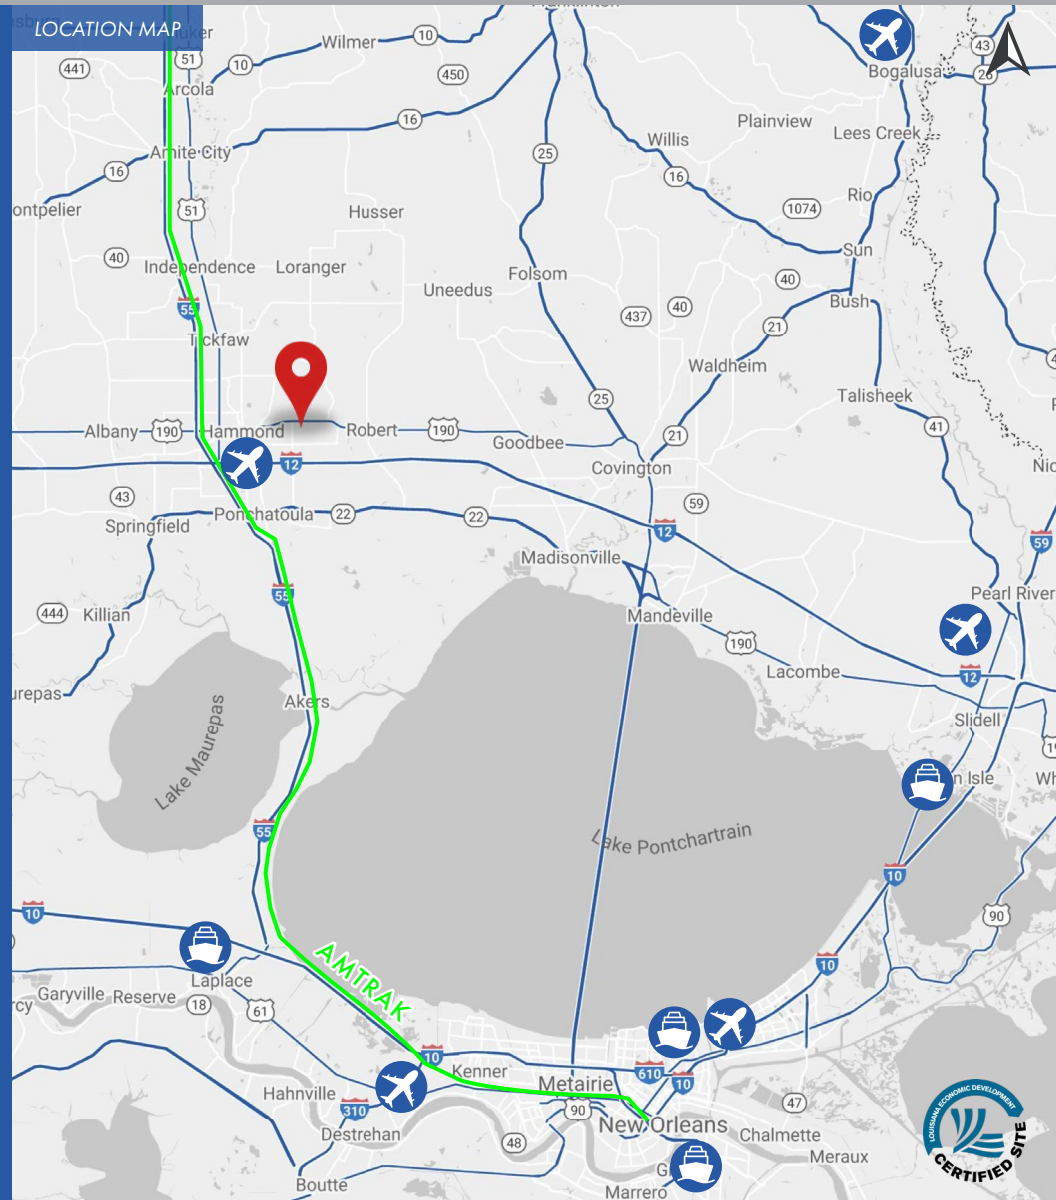 LOCATION MAP
Wilmer
10
43
51
10
441
450
Bogalusa
26
Arcola
16
Plainview
Lees Creek
Willis
Amite City
25
16
16
Rio
51
Husser
1074
Sun
40
Independence
Loranger
Folsom
40
Uneedus
Bush
55
437
40
21
Tickfaw
Waldheim
Talisheek
25
41
Albany
190
Hammond
Robert
190
Goodbee
21
12
Covington
43
59
Springfield
Ponchatoula
22
22
12
59
Madisonville
55
Pearl River
444
Killian
Mandeville
190
Lacombe
12
Akers
Slidell
Lake Maurepas
n Isle
55
Lake Pontchartrain
10
10
90
AMTRAK
10
Laplace
Garyville
Reserve
18
61
10
Kenner
610
10
Metairie
Hahnville
310
90
47
New Orleans
Destrehan
48
Chalmette
Meraux
Boutte
Marrero
LOUISIANA ECONOMIC DEVELOPMENT
CERTIFIED SITE